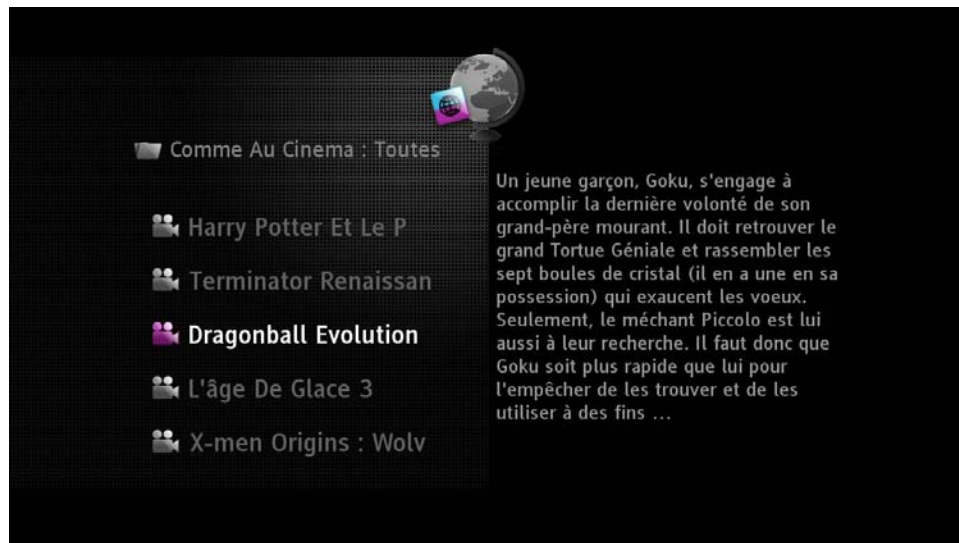 Comme Au Cinema : Toutes
Harry Potter Et Le P
Terminator Renaissan
Dragonball Evolution
L'âge De Glace 3
X-men Origins : Wolv
Un jeune garçon, Goku, s'engage à
accomplir la dernière volonté de son
grand-père mourant. Il doit retrouver le
grand Tortue Géniale et rassembler les
sept boules de cristal (il en a une en sa
possession) qui exaucent les voeux.
Seulement, le méchant Piccolo est lui
aussi à leur recherche. Il faut donc que
Goku soit plus rapide que lui pour
l'empêcher de les trouver et de les
utiliser à des fins ...